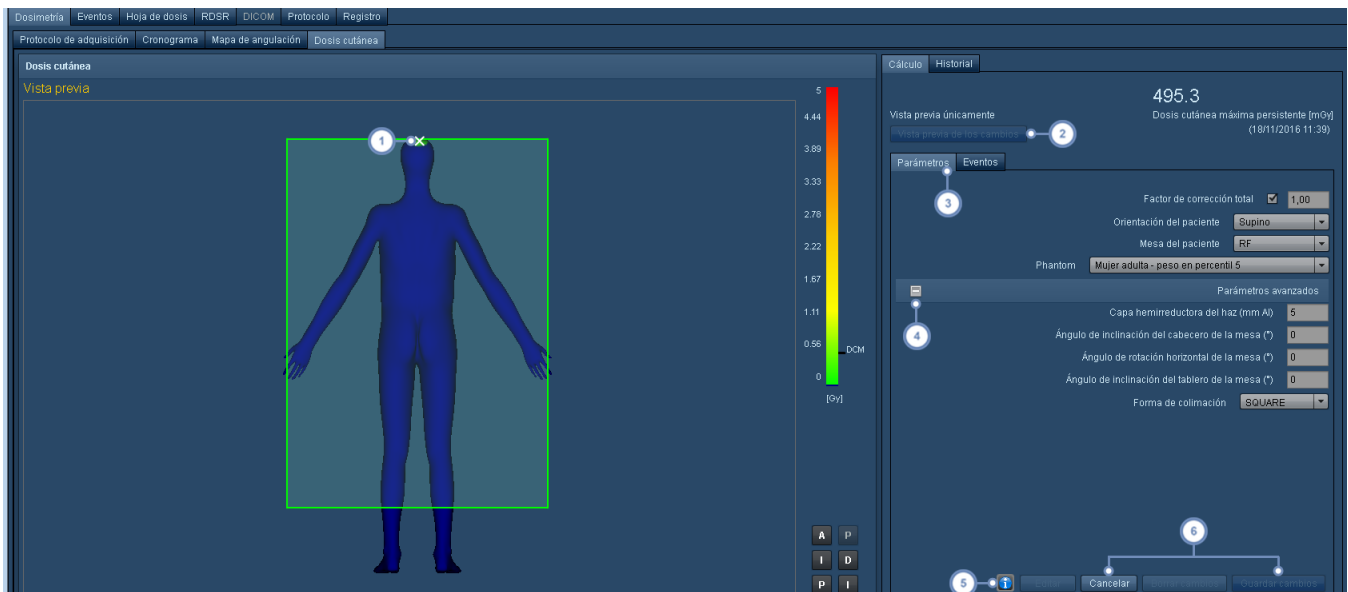 Dosimetría Eventos Hoja de dosis RDSR DICOM Protocolo Registro
Protocolo de adquisición Cronograma Mapa de angulación Dosis cutánea
Dosis cutánea
Vista previa
5
4.44
3.89
3.33
2.78
2.22
1.67
1.11
0.56
DCM
0
[Gy]
1
A P
I D
P I
Cálculo Historial
495.3
Vista previa únicamente
Dosis cutánea máxima persistente [mGy]
(18/11/2016 11:39)
Vista previa de los cambios
2
Parámetros Eventos
3
Factor de corrección total 1,00
Orientación del paciente Supino
Mesa del paciente RF
Phantom Mujer adulta - peso en percentil 5
Parámetros avanzados
4
Capa hemirreductora del haz (mm Al) 5
Ángulo de inclinación del cabecero de la mesa (°) 0
Ángulo de rotación horizontal de la mesa (°) 0
Ángulo de inclinación del tablero de la mesa (°) 0
Forma de colimación SQUARE
6
5
Cancelar
Guardar cambios